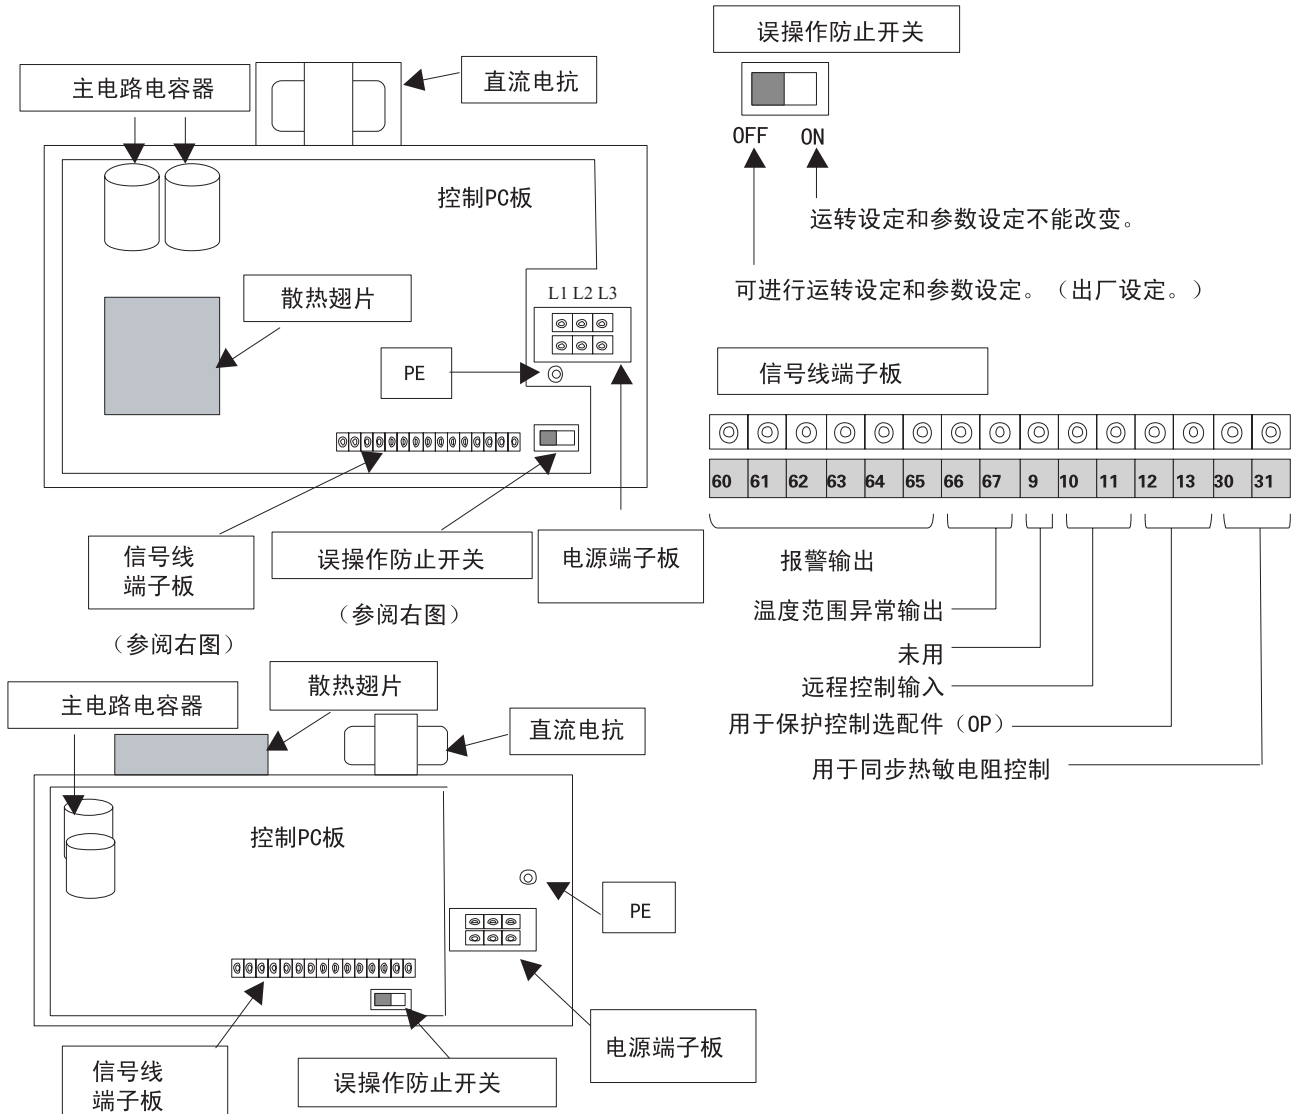 误操作防止开关
OFF ON
运转设定和参数设定不能改变。
可进行运转设定和参数设定。（出厂设定。）
主电路电容器
直流电抗
控制PC板
散热翅片
L1 L2 L3
PE
信号线
端子板
（参阅右图）
误操作防止开关
（参阅右图）
电源端子板
信号线端子板
60 61 62 63 64 65 66 67 9 10 11 12 13 30 31
报警输出
温度范围异常输出
未用
远程控制输入
用于保护控制选配件（OP）
用于同步热敏电阻控制
主电路电容器
散热翅片
直流电抗
控制PC板
PE
电源端子板
信号线
端子板
误操作防止开关